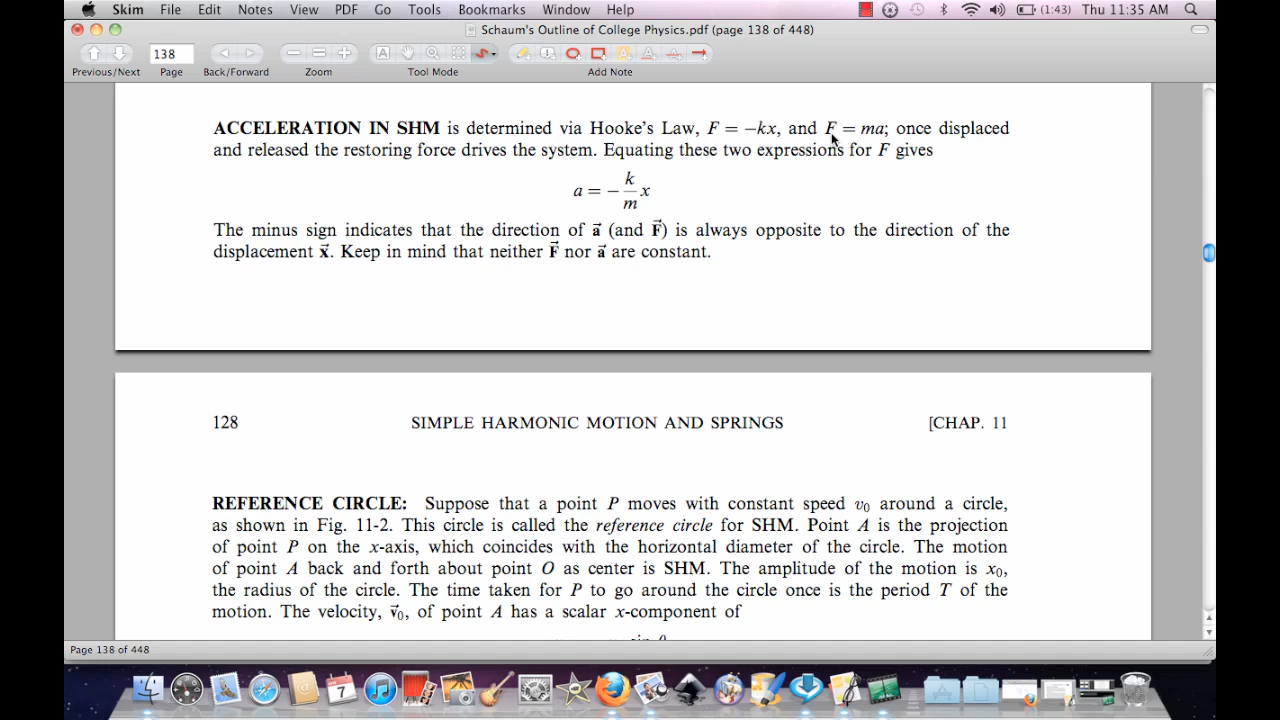 Skim File Edit View PDF Go Tools Bookmarks Window Help (1:43) Thu 11:35 AM
Schaum's Outline of College Physics.pdf (page 138 of 448)
138
Previous/Next Page Back/Forward Zoom Tool Mode Add Note
ACCELERATION IN SHM is determined via Hooke's Law, F = −kx, and F = ma; once displaced
and released the restoring force drives the system. Equating these two expressions for F gives
a = − k/m x
The minus sign indicates that the direction of a⃗ (and F⃗) is always opposite to the direction of the
displacement x⃗. Keep in mind that neither F⃗ nor a⃗ are constant.
128 SIMPLE HARMONIC MOTION AND SPRINGS [CHAP. 11
REFERENCE CIRCLE: Suppose that a point P moves with constant speed v₀ around a circle,
as shown in Fig. 11-2. This circle is called the reference circle for SHM. Point A is the projection
of point P on the x-axis, which coincides with the horizontal diameter of the circle. The motion
of point A back and forth about point O as center is SHM. The amplitude of the motion is x₀,
the radius of the circle. The time taken for P to go around the circle once is the period T of the
motion. The velocity, v⃗₀, of point A has a scalar x-component of
Page 138 of 448
7